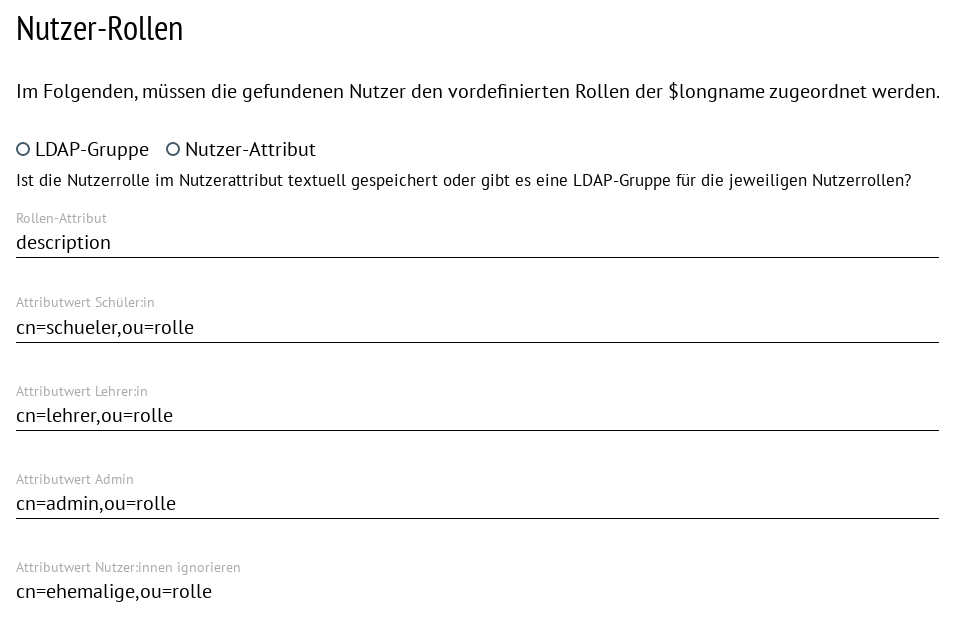 Nutzer-Rollen
Im Folgenden, müssen die gefundenen Nutzer den vordefinierten Rollen der $longname zugeordnet werden.
LDAP-Gruppe Nutzer-Attribut
Ist die Nutzerrolle im Nutzerattribut textuell gespeichert oder gibt es eine LDAP-Gruppe für die jeweiligen Nutzerrollen?
Rollen-Attribut
description
Attributwert Schüler:in
cn=schueler,ou=rolle
Attributwert Lehrer:in
cn=lehrer,ou=rolle
Attributwert Admin
cn=admin,ou=rolle
Attributwert Nutzer:innen ignorieren
cn=ehemalige,ou=rolle